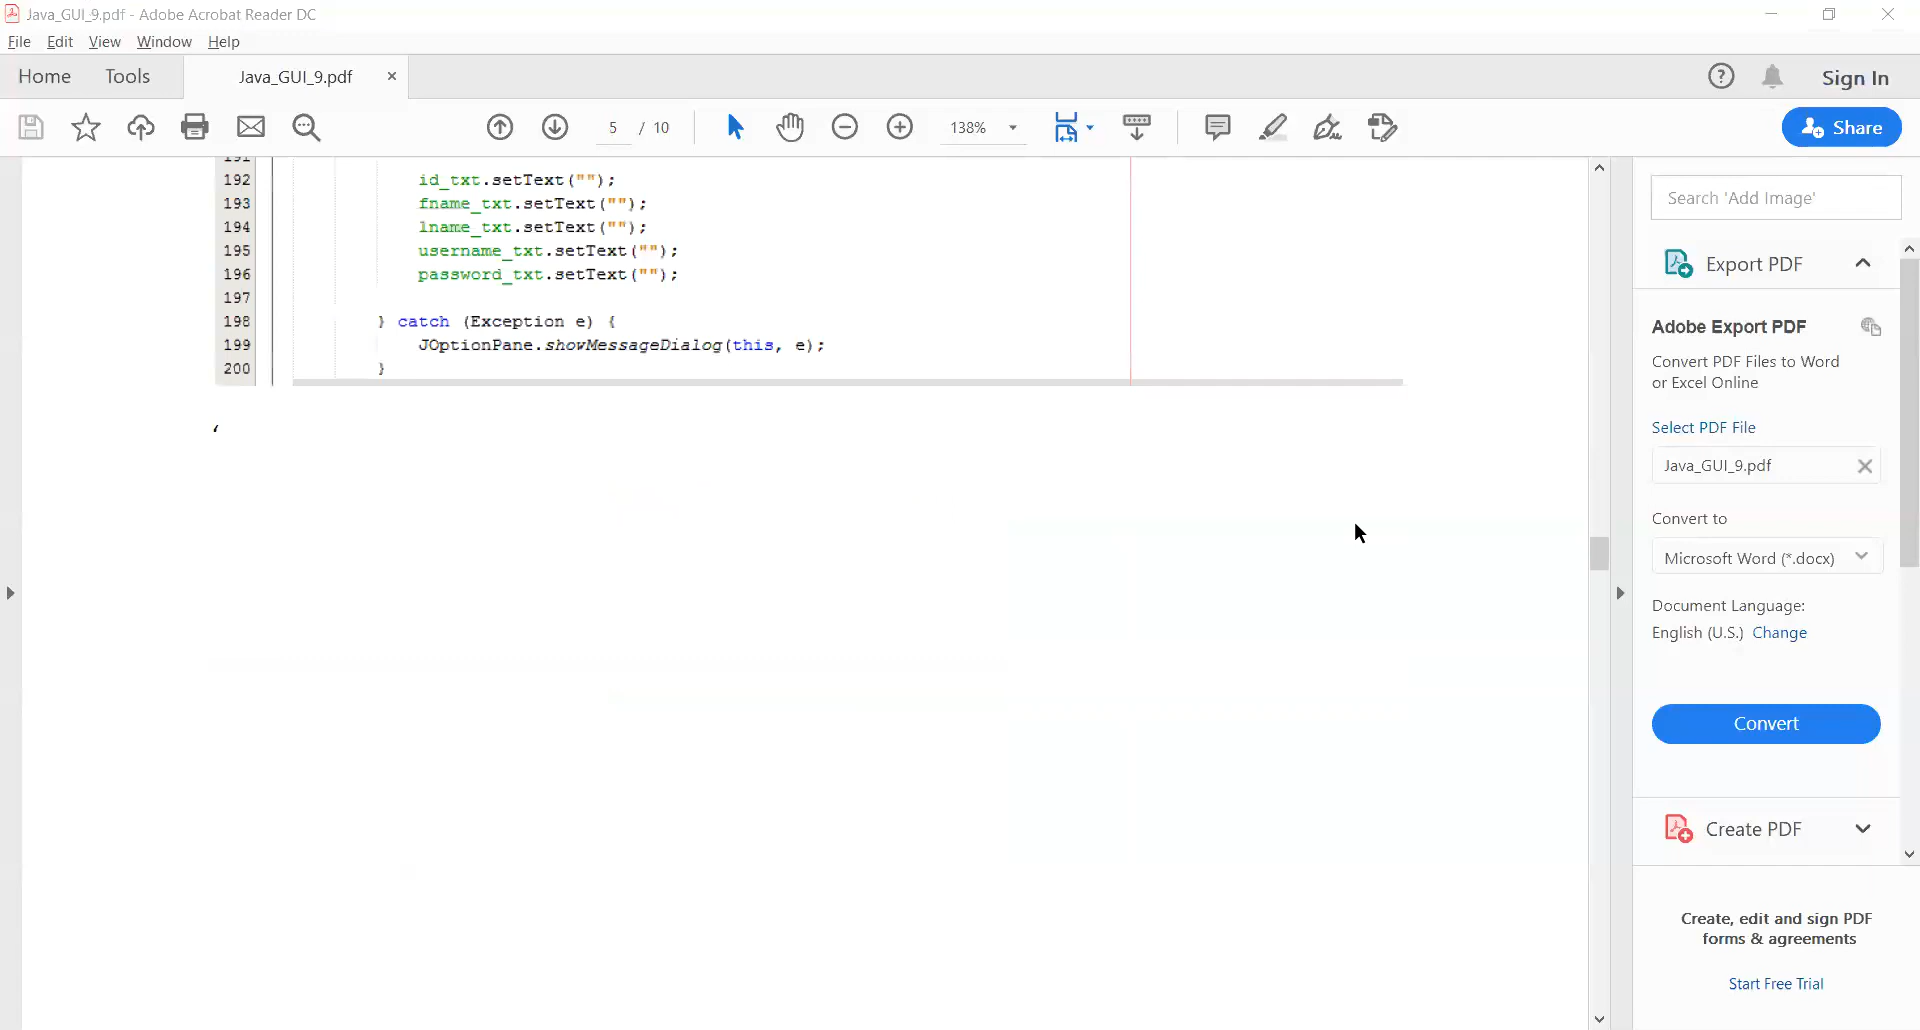 Java_GUI_9.pdf - Adobe Acrobat Reader DC
File Edit View Window Help
Home Tools Java_GUI_9.pdf × Sign In
5 / 10 138% Share
191
192 id_txt.setText("");
193 fname_txt.setText("");
194 lname_txt.setText("");
195 username_txt.setText("");
196 password_txt.setText("");
197
198 } catch (Exception e) {
199 JOptionPane.showMessageDialog(this, e);
200 }
‘
Search 'Add Image'
Export PDF
Adobe Export PDF
Convert PDF Files to Word
or Excel Online
Select PDF File
Java_GUI_9.pdf
Convert to
Microsoft Word (*.docx)
Document Language:
English (U.S.) Change
Convert
Create PDF
Create, edit and sign PDF
forms & agreements
Start Free Trial